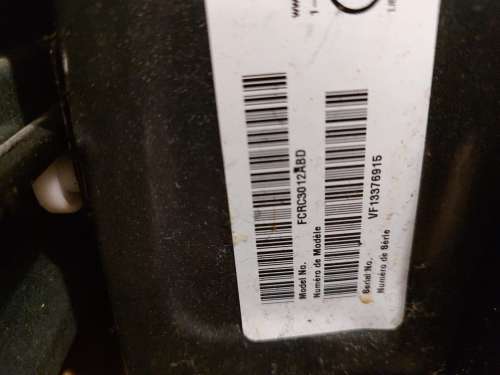 FCRC3012ABD
Model No.
Numéro de Modèle
VF13376915
Serial No.
Numéro de Série